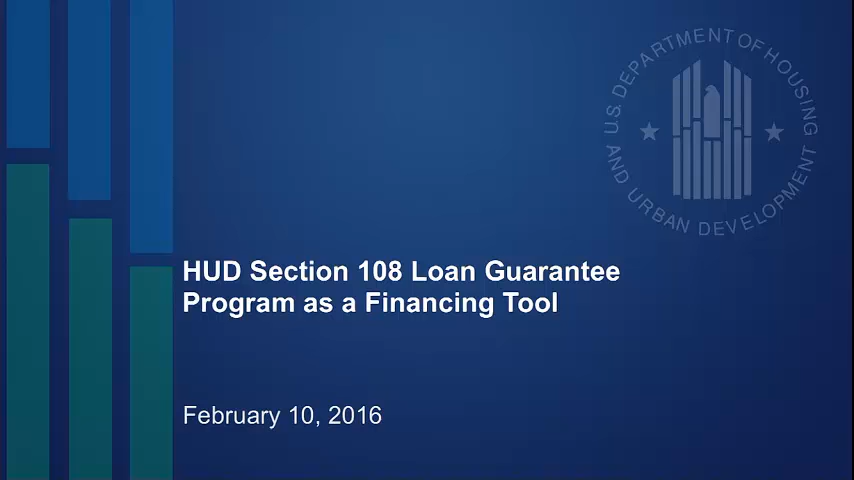 U.S. DEPARTMENT OF HOUSING
AND URBAN DEVELOPMENT
HUD Section 108 Loan Guarantee
Program as a Financing Tool
February 10, 2016